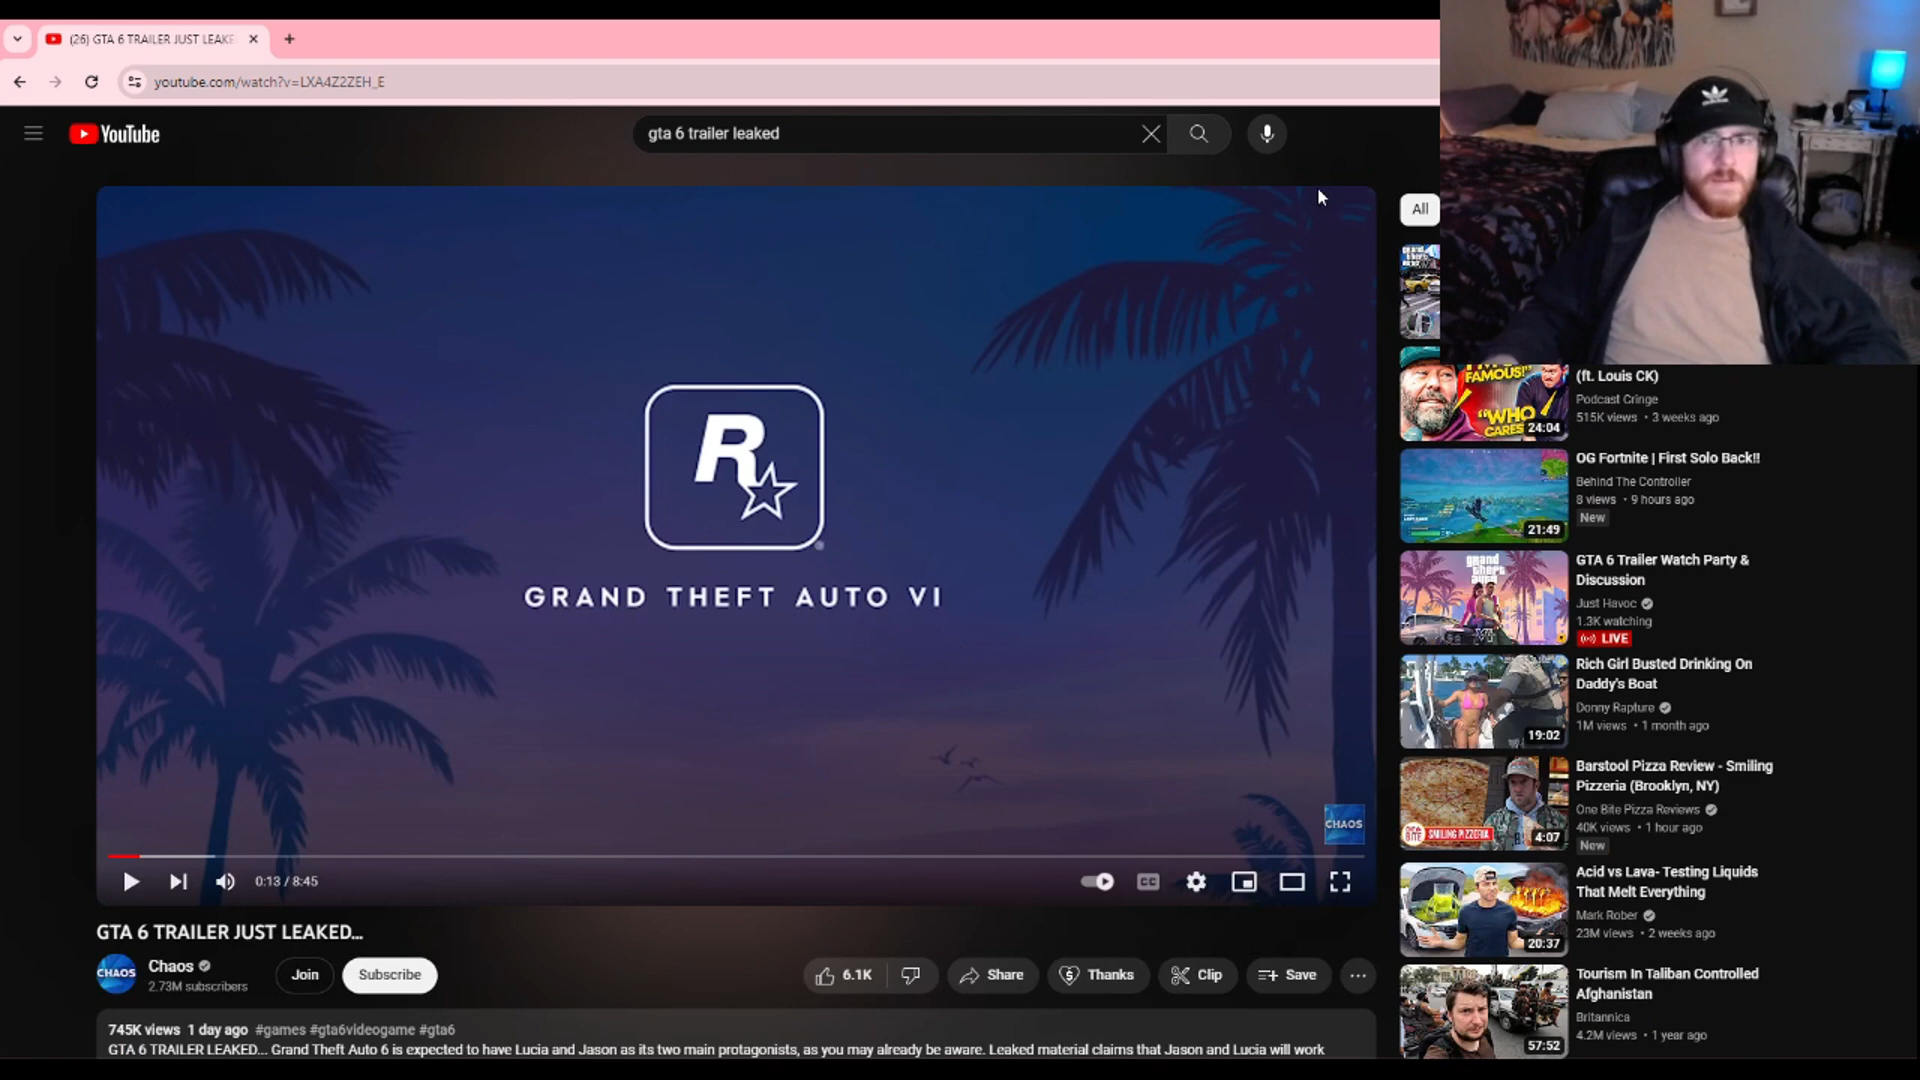 (26) GTA 6 TRAILER JUST LEAKE
youtube.com/watch?v=LXA4Z2ZEH_E
YouTube
gta 6 trailer leaked
R
GRAND THEFT AUTO VI
CHAOS
0:13 / 8:45
CC
GTA 6 TRAILER JUST LEAKED...
CHAOS
Chaos
2.73M subscribers
Join
Subscribe
6.1K
Share
Thanks
Clip
Save
745K views 1 day ago #games #gta6videogame #gta6
GTA 6 TRAILER LEAKED... Grand Theft Auto 6 is expected to have Lucia and Jason as its two main protagonists, as you may already be aware. Leaked material claims that Jason and Lucia will work
All
FAMOUS!"
"WHO
CARES
24:04
(ft. Louis CK)
Podcast Cringe
515K views • 3 weeks ago
21:49
OG Fortnite | First Solo Back!!
Behind The Controller
8 views • 9 hours ago
New
grand
theft
auto
VI
GTA 6 Trailer Watch Party &
Discussion
Just Havoc
1.3K watching
LIVE
19:02
Rich Girl Busted Drinking On
Daddy's Boat
Donny Rapture
1M views • 1 month ago
ONE BITE
SMILING PIZZERIA
4:07
Barstool Pizza Review - Smiling
Pizzeria (Brooklyn, NY)
One Bite Pizza Reviews
40K views • 1 hour ago
New
20:37
Acid vs Lava- Testing Liquids
That Melt Everything
Mark Rober
23M views • 2 weeks ago
57:52
Tourism In Taliban Controlled
Afghanistan
Britannica
4.2M views • 1 year ago